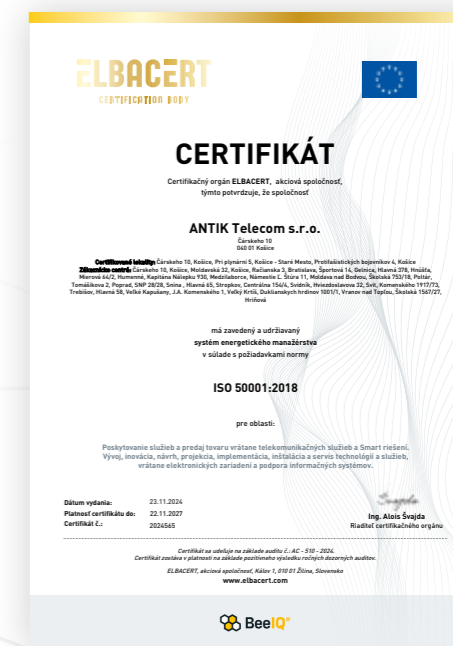 ELBACERT
CERTIFICATION BODY
CERTIFIKÁT
Certifikačný orgán ELBACERT, akciová spoločnosť,
týmto potvrdzuje, že spoločnosť
ANTIK Telecom s.r.o.
Čárskeho 10
040 01 Košice
Certifikované lokality: Čárskeho 10, Košice, Pri plynárni 5, Košice - Staré Mesto, Protifašistických bojovníkov 4, Košice
Zákaznícke centrá: Čárskeho 10, Košice, Moldavská 32, Košice, Račianska 3, Bratislava, Športová 14, Gelnica, Hlavná 378, Hnúšťa,
Mierová 64/2, Humenné, Kapitána Nálepku 930, Medzilaborce, Námestie Ľ. Štúra 11, Moldava nad Bodvou, Školská 753/18, Poltár,
Tomášikova 2, Poprad, SNP 28/28, Snina , Hlavná 65, Stropkov, Centrálna 156/4, Svidník, Hviezdoslavova 32, Svit, Komenského 1917/73,
Trebišov, Hlavná 58, Veľké Kapušany, J.A. Komenského 1, Veľký Krtíš, Duklianskych hrdinov 1001/1, Vranov nad Topľou, Školská 1567/27,
Hriňová
má zavedený a udržiavaný
systém energetického manažérstva
v súlade s požiadavkami normy
ISO 50001:2018
pre oblasti:
Poskytovanie služieb a predaj tovaru vrátane telekomunikačných služieb a Smart riešení.
Vývoj, inovácia, návrh, projekcia, implementácia, inštalácia a servis technológií a služieb,
vrátane elektronických zariadení a podpora informačných systémov.
Dátum vydania: 23.11.2024
Platnosť certifikátu do: 22.11.2027
Certifikát č.: 2024565
Ing. Alois Švajda
Riaditeľ certifikačného orgánu
Certifikát sa udeľuje na základe auditu č.: AC - 510 - 2024.
Certifikát zostáva v platnosti na základe pozitívneho výsledku ročných dozorných auditov.
ELBACERT, akciová spoločnosť, Kálov 1, 010 01 Žilina, Slovensko
www.elbacert.com
BeeIQ